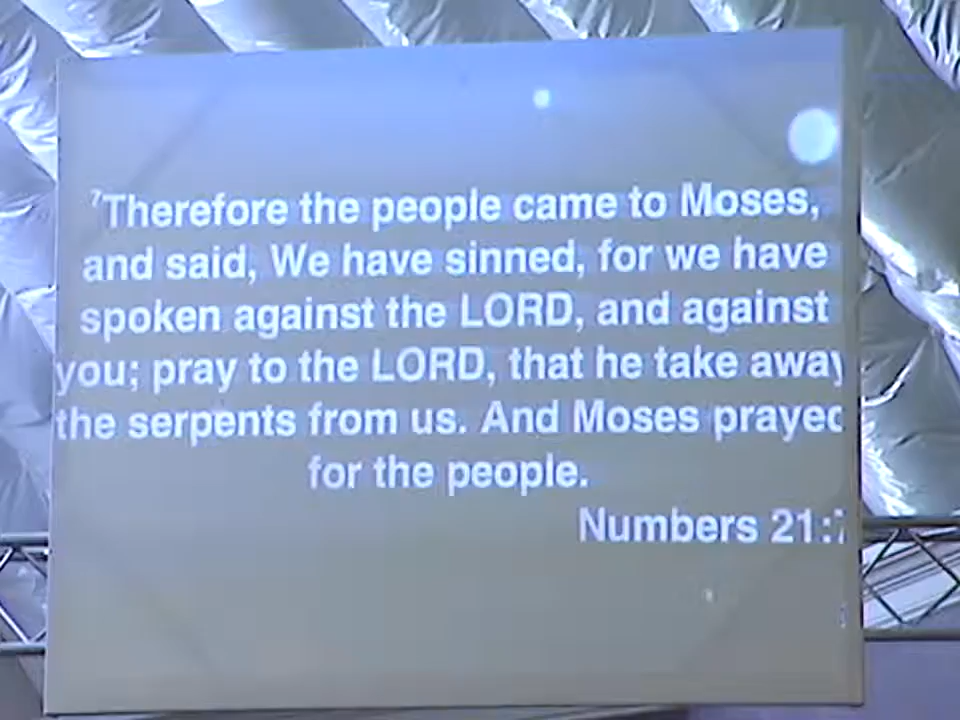 ⁷Therefore the people came to Moses,
and said, We have sinned, for we have
spoken against the LORD, and against
you; pray to the LORD, that he take away
the serpents from us. And Moses prayed
for the people.
Numbers 21:7